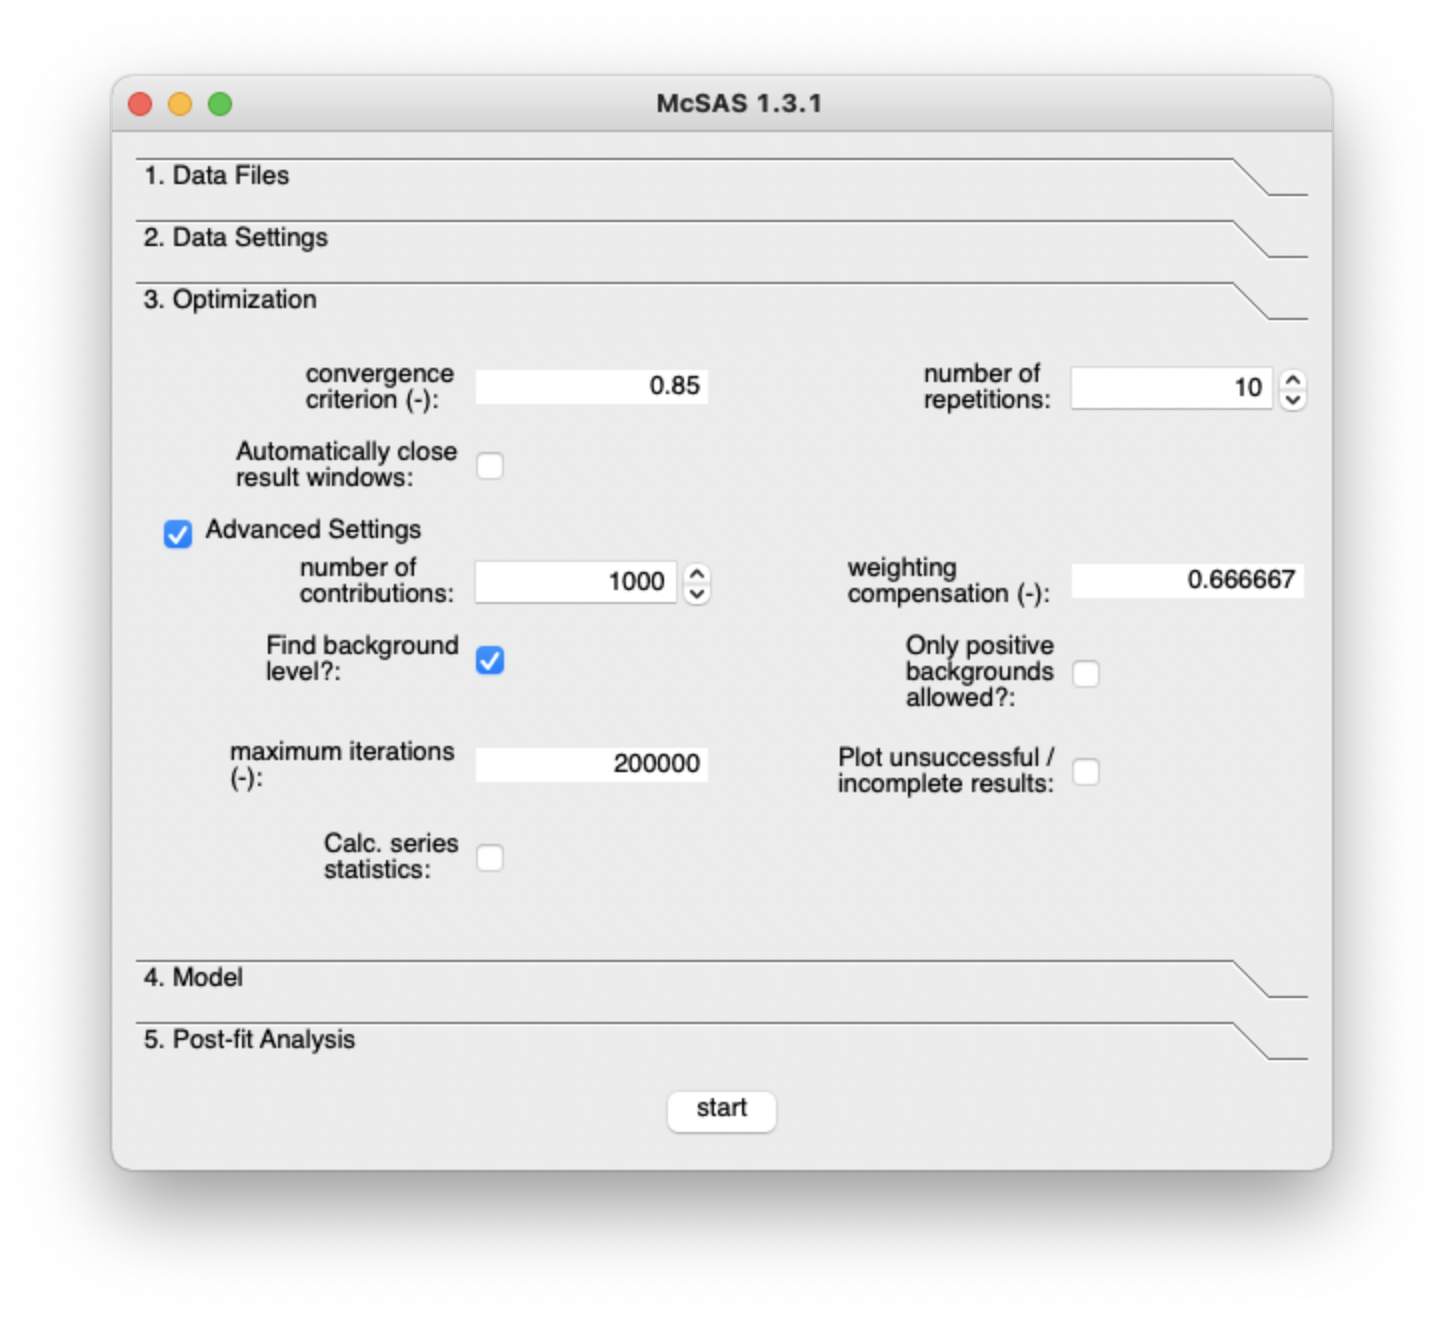 McSAS 1.3.1
1. Data Files
2. Data Settings
3. Optimization
convergence
criterion (-):
0.85
number of
repetitions:
10
Automatically close
result windows:
Advanced Settings
number of
contributions:
1000
weighting
compensation (-):
0.666667
Find background
level?:
Only positive
backgrounds
allowed?:
maximum iterations
(-):
200000
Plot unsuccessful /
incomplete results:
Calc. series
statistics:
4. Model
5. Post-fit Analysis
start